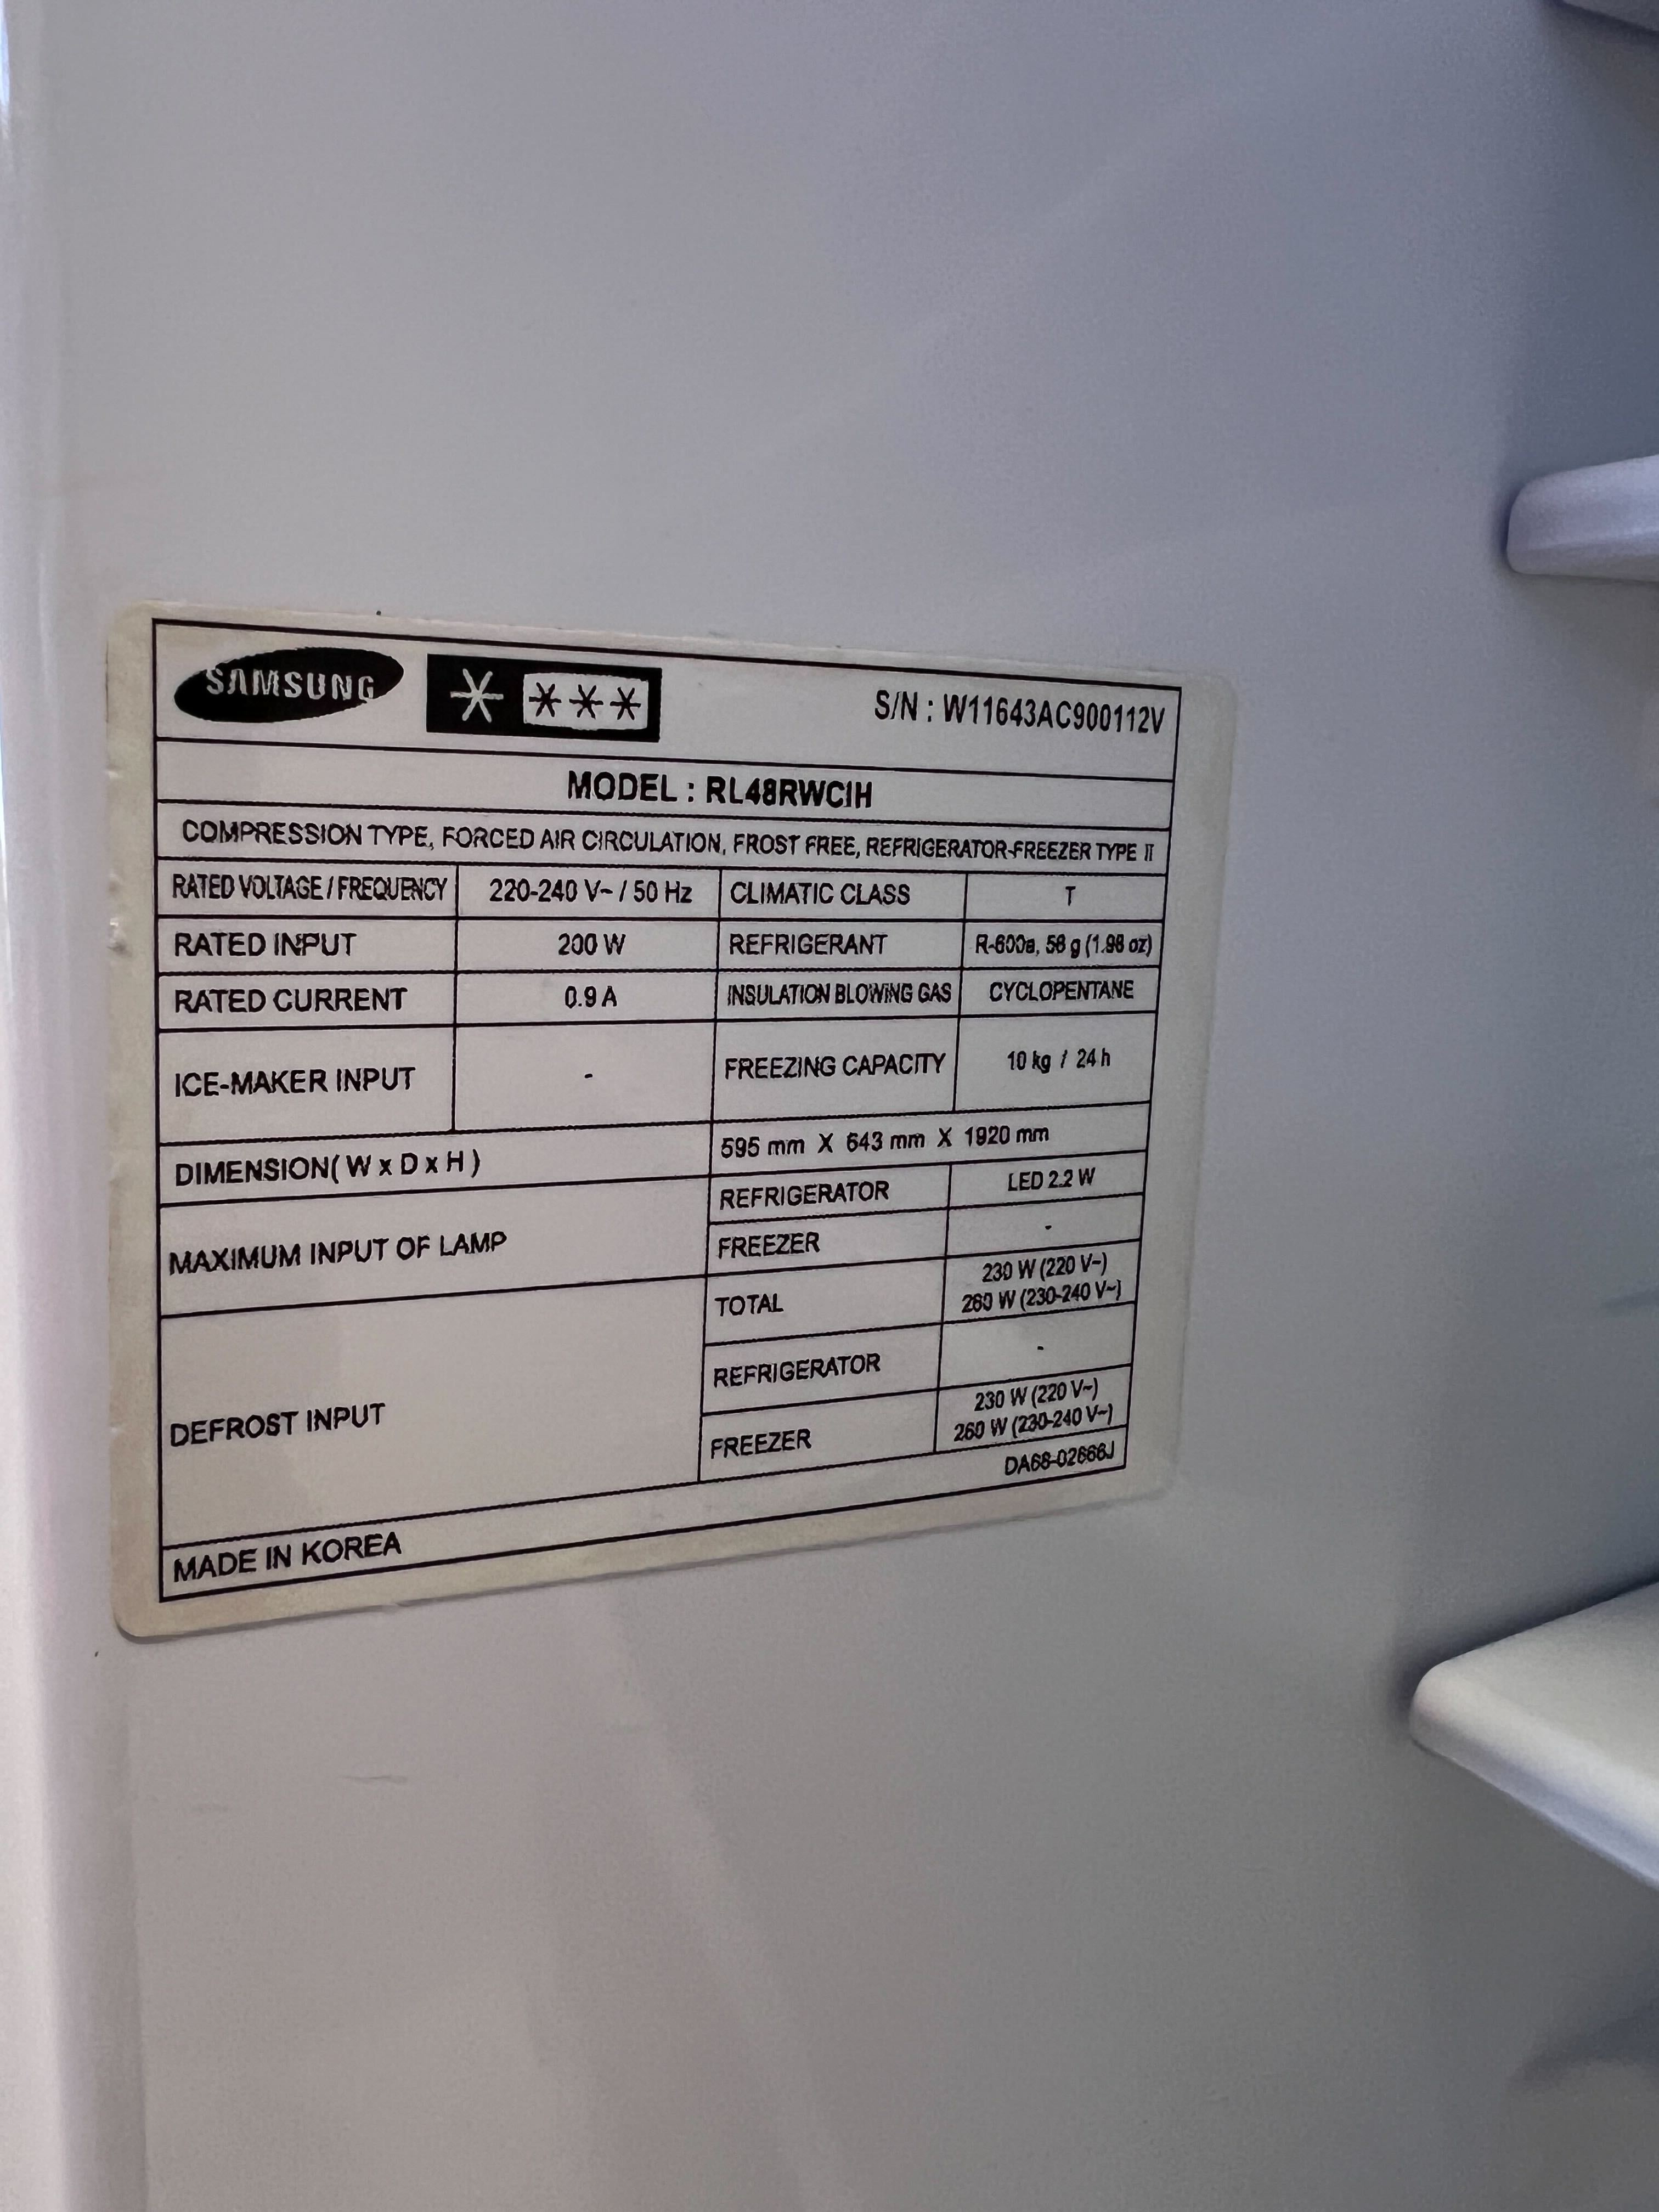 SAMSUNG
S/N : W11643AC900112V
MODEL : RL48RWCIH
COMPRESSION TYPE, FORCED AIR CIRCULATION, FROST FREE, REFRIGERATOR-FREEZER TYPE II
RATED VOLTAGE / FREQUENCY 220-240 V~ / 50 Hz CLIMATIC CLASS T
RATED INPUT 200 W REFRIGERANT R-600a, 56 g (1.98 oz)
RATED CURRENT 0.9 A INSULATION BLOWING GAS CYCLOPENTANE
ICE-MAKER INPUT - FREEZING CAPACITY 10 kg / 24 h
DIMENSION( W x D x H ) 595 mm X 643 mm X 1920 mm
MAXIMUM INPUT OF LAMP
REFRIGERATOR LED 2.2 W
FREEZER -
DEFROST INPUT
TOTAL
230 W (220 V~)
260 W (230-240 V~)
REFRIGERATOR -
FREEZER
230 W (220 V~)
260 W (230-240 V~)
DA68-02666J
MADE IN KOREA